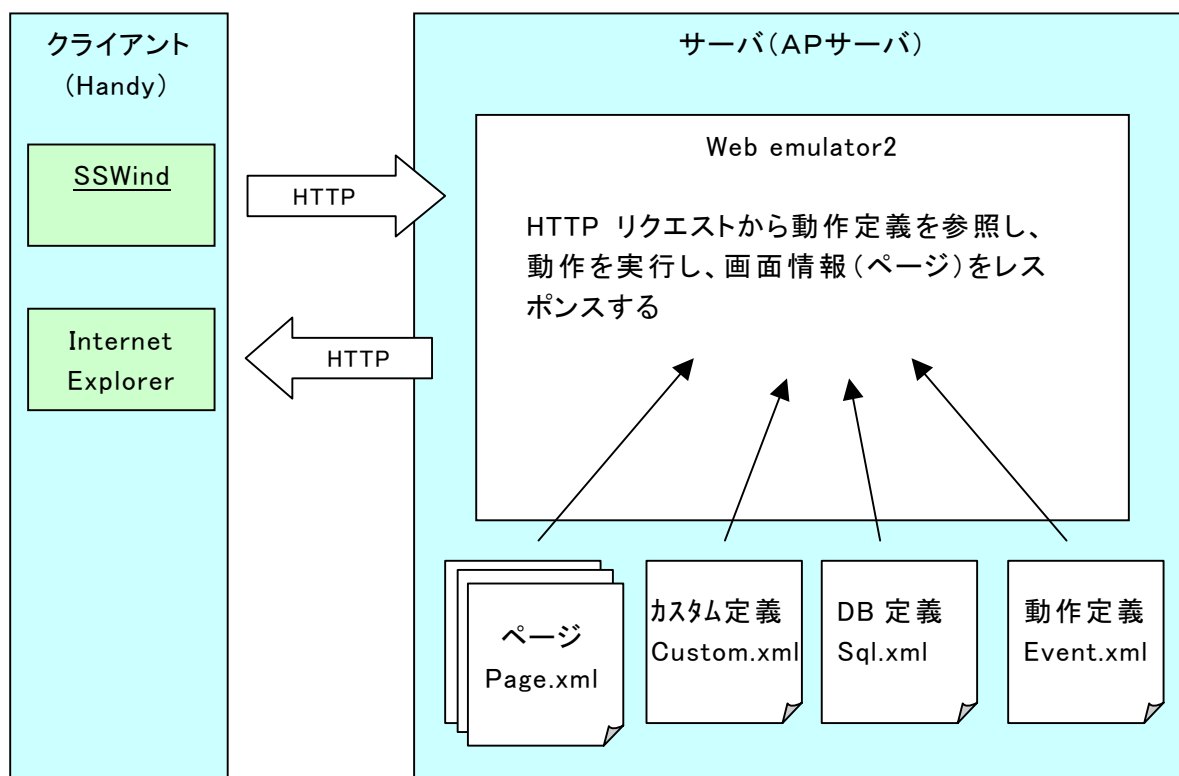 クライアント
(Handy)
SSWind
Internet
Explorer
HTTP
HTTP
サーバ(APサーバ)
Web emulator2
HTTP リクエストから動作定義を参照し、
動作を実行し、画面情報(ページ)をレス
ポンスする
ページ
Page.xml
カスタム定義
Custom.xml
DB 定義
Sql.xml
動作定義
Event.xml